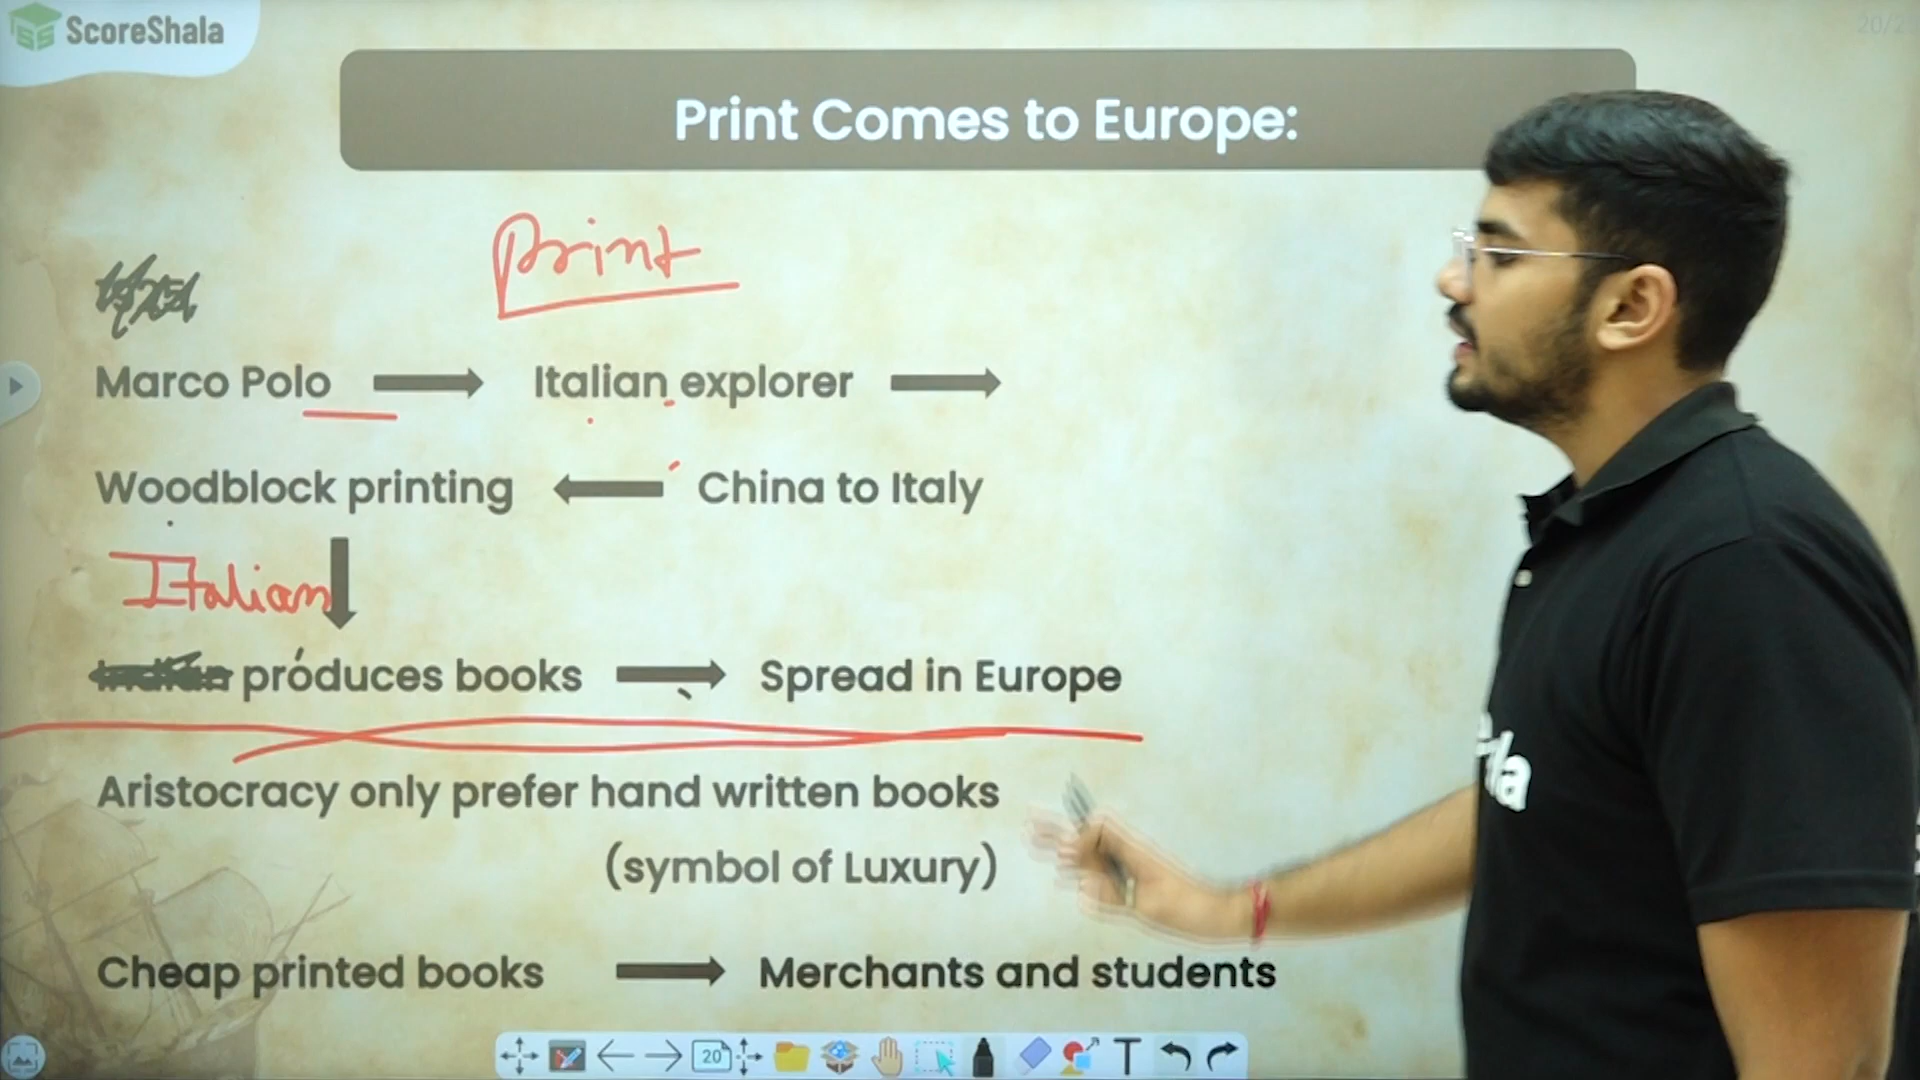 ScoreShala
Print Comes to Europe:
Print
Marco Polo → Italian explorer →
Woodblock printing ← China to Italy
Italian
produces books → Spread in Europe
Aristocracy only prefer hand written books
(symbol of Luxury)
Cheap printed books → Merchants and students
20
T